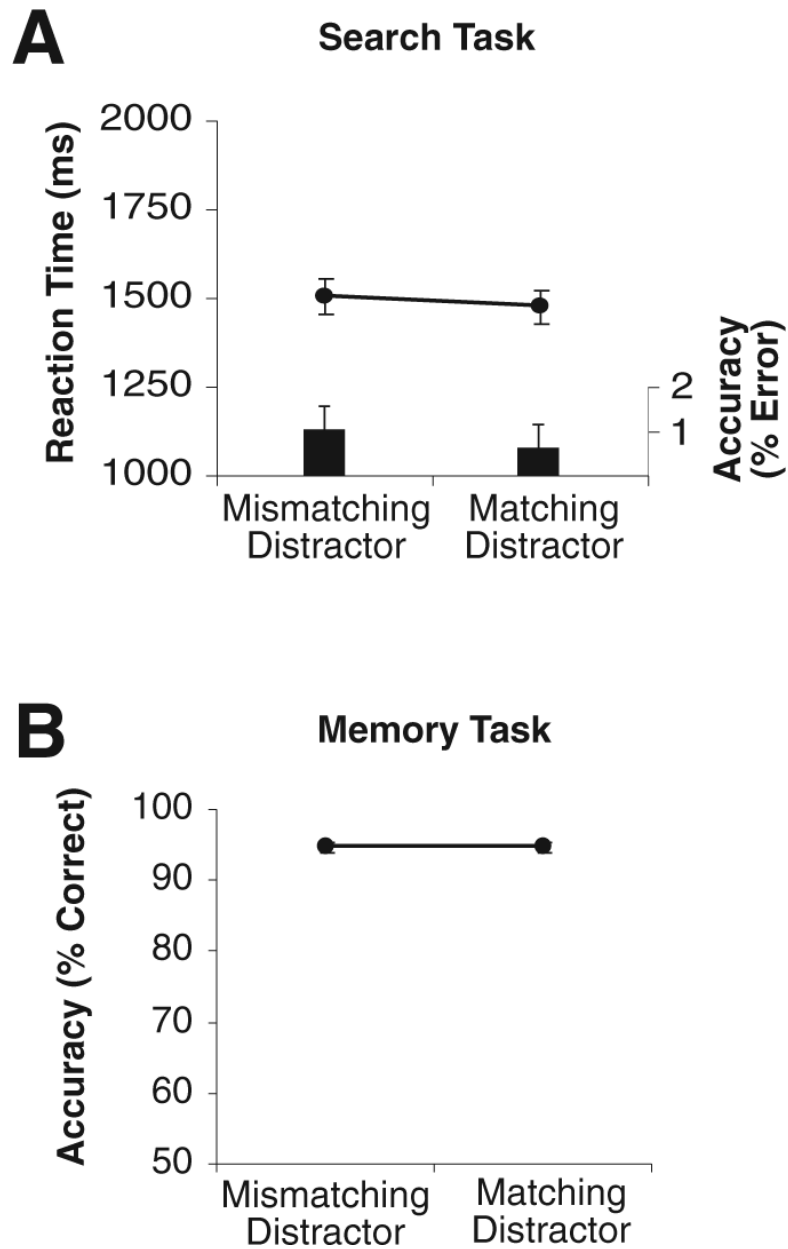 A
Search Task
Reaction Time (ms)
2000
1750
1500
1250
1000
2
1
Accuracy
(% Error)
Mismatching
Distractor
Matching
Distractor
B
Memory Task
Accuracy (% Correct)
100
90
80
70
60
50
Mismatching
Distractor
Matching
Distractor